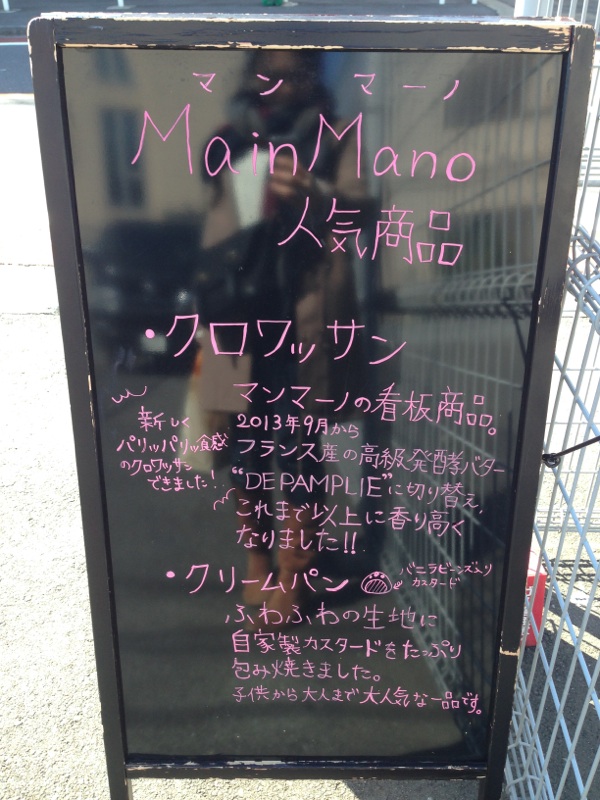 マン マーノ
MainMano
人気商品
・クロワッサン
マンマーノの看板商品。
2013年9月から
フランス産の高級発酵バター
"DEPAMPLIE"に切り替え、
これまで以上に香り高く
なりました!!
新しく
パリッパリッ食感
のクロワッサン
できました!
・クリームパン
バニラビーンズ入り
カスタード
ふわふわの生地に
自家製カスタードをたっぷり
包み焼きました。
子供から大人まで大人気な一品です。